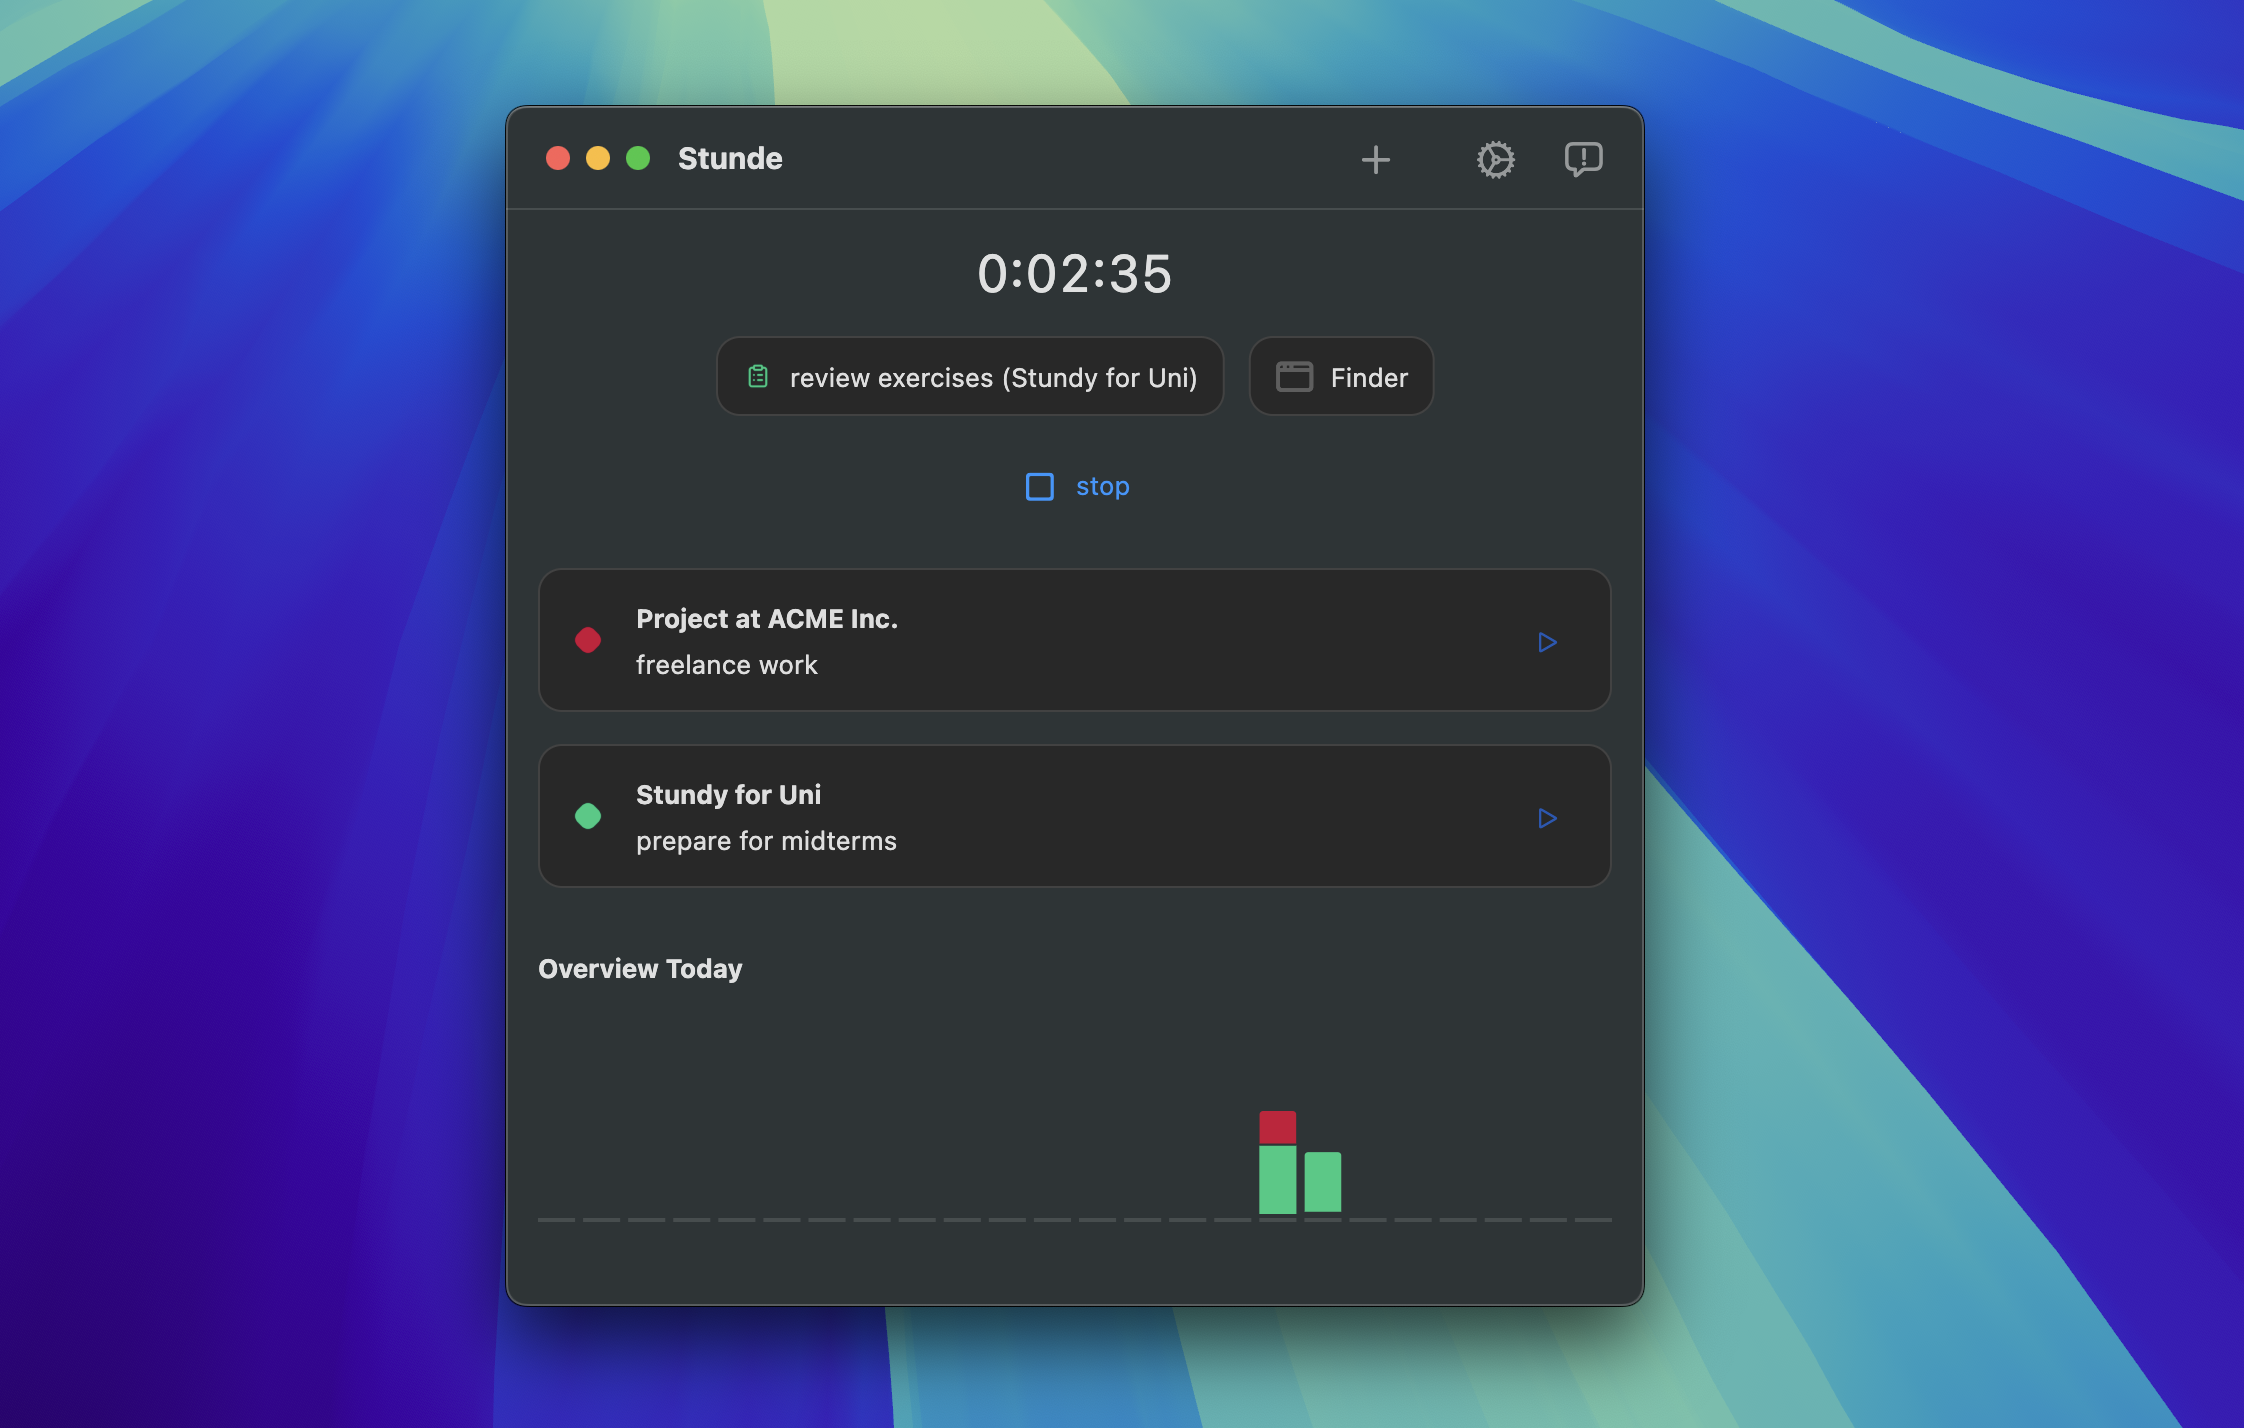 Stunde
0:02:35
review exercises (Stundy for Uni)
Finder
stop
Project at ACME Inc.
freelance work
Stundy for Uni
prepare for midterms
Overview Today